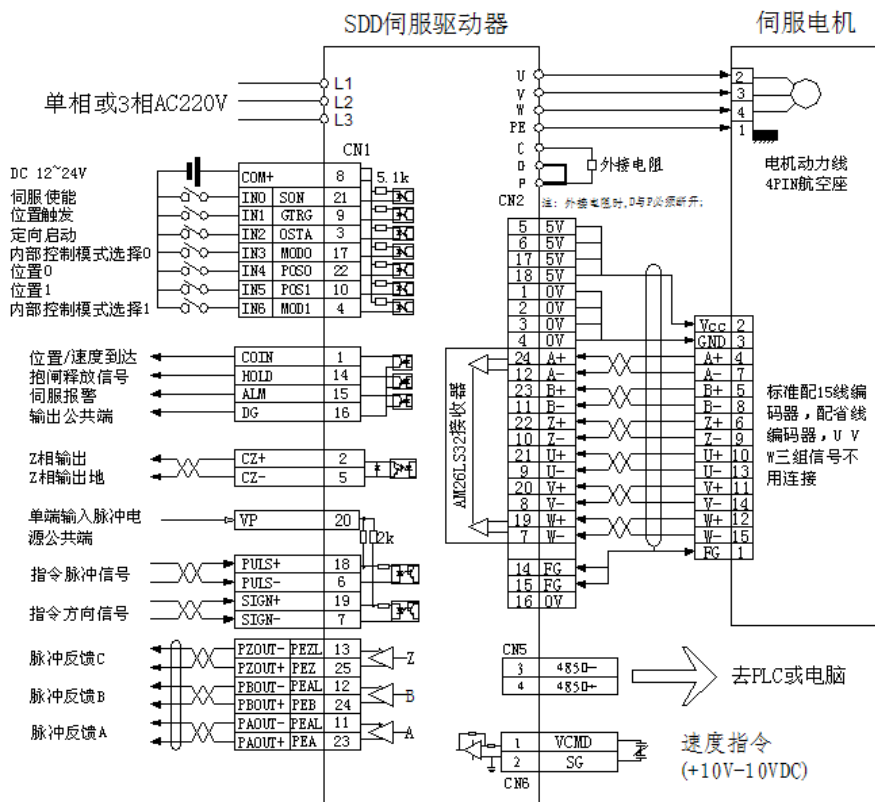 SDD伺服驱动器
伺服电机
单相或3相AC220V
L1
L2
L3
U
V
W
PE
C
D
P
外接电阻
注: 外接电阻时,D与P必须断开;
2
3
4
1
电机动力线
4PIN航空座
CN1
DC 12~24V
COM+ 8 5.1k
伺服使能 IN0 SON 21
位置触发 IN1 GTRG 9
定向启动 IN2 OSTA 3
内部控制模式选择0 IN3 MOD0 17
位置0 IN4 POS0 22
位置1 IN5 POS1 10
内部控制模式选择1 IN6 MOD1 4
位置/速度到达 COIN 1
抱闸释放信号 HOLD 14
伺服报警 ALM 15
输出公共端 DG 16
Z相输出 CZ+ 2
Z相输出地 CZ- 5
单端输入脉冲电
源公共端
VP 20
2k
指令脉冲信号
PULS+ 18
PULS- 6
指令方向信号
SIGN+ 19
SIGN- 7
脉冲反馈C
PZOUT- PEZL 13 Z
PZOUT+ PEZ 25
脉冲反馈B
PBOUT- PEAL 12 B
PBOUT+ PEB 24
脉冲反馈A
PAOUT- PEAL 11 A
PAOUT+ PEA 23
CN2
5 5V
6 5V
17 5V
18 5V
1 0V
2 0V
3 0V
4 0V
24 A+
12 A-
23 B+
11 B-
22 Z+
10 Z-
21 U+
9 U-
20 V+
8 V-
19 W+
7 W-
14 FG
15 FG
16 0V
AM26LS32接收器
Vcc 2
GND 3
A+ 4
A- 7
B+ 5
B- 8
Z+ 6
Z- 9
U+ 10
U- 13
V+ 11
V- 14
W+ 12
W- 15
FG 1
标准配15线编
码器，配省线
编码器，U V
W三组信号不
用连接
CN5
3 485D-
4 485D+
去PLC或电脑
1 VCMD
2 SG
CN6
速度指令
(+10V-10VDC)